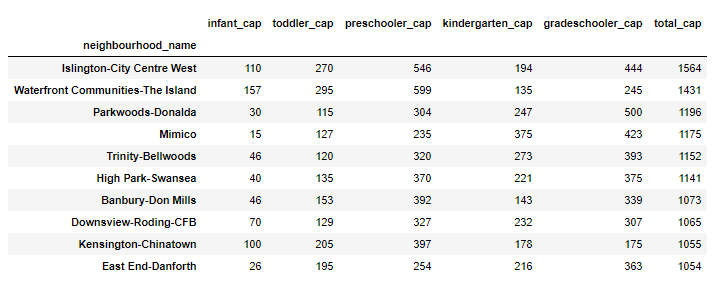 infant_cap toddler_cap preschooler_cap kindergarten_cap gradeschooler_cap total_cap
neighbourhood_name
Islington-City Centre West 110 270 546 194 444 1564
Waterfront Communities-The Island 157 295 599 135 245 1431
Parkwoods-Donalda 30 115 304 247 500 1196
Mimico 15 127 235 375 423 1175
Trinity-Bellwoods 46 120 320 273 393 1152
High Park-Swansea 40 135 370 221 375 1141
Banbury-Don Mills 46 153 392 143 339 1073
Downsview-Roding-CFB 70 129 327 232 307 1065
Kensington-Chinatown 100 205 397 178 175 1055
East End-Danforth 26 195 254 216 363 1054